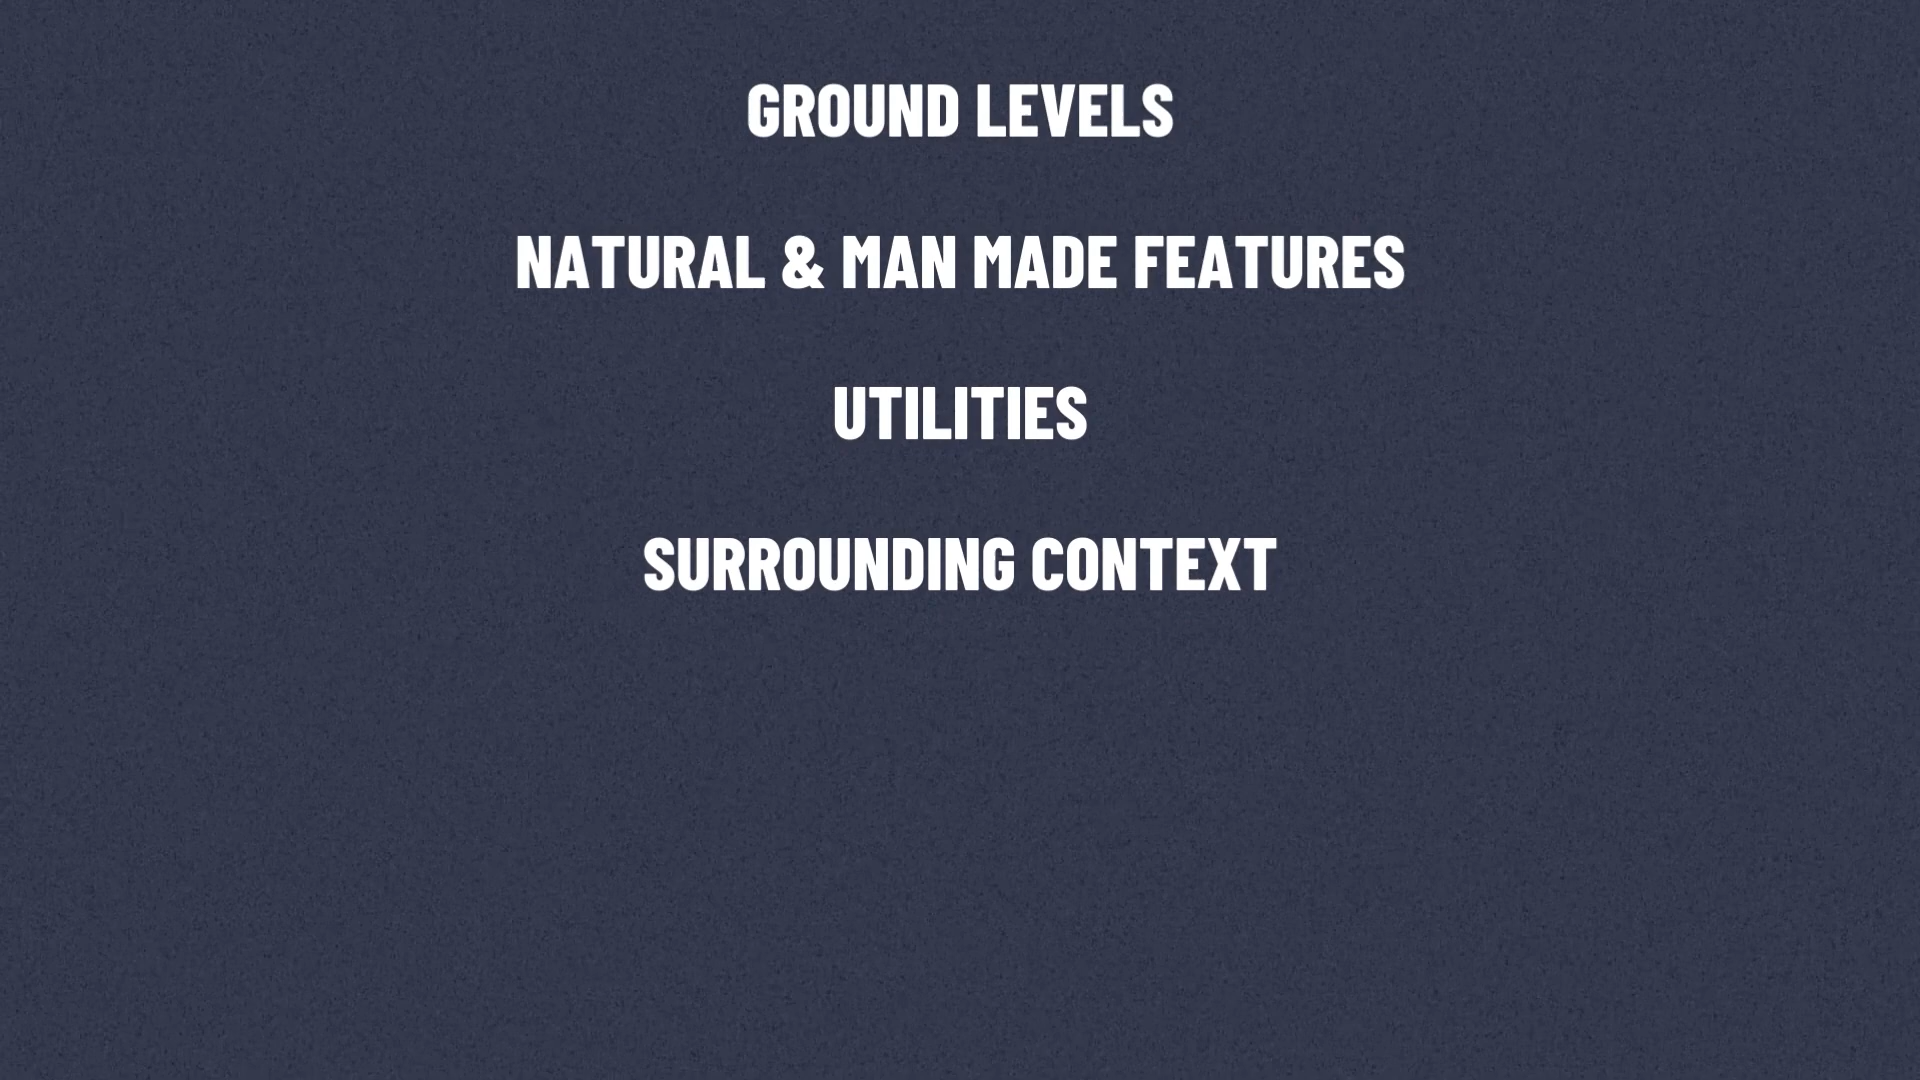 GROUND LEVELS
NATURAL & MAN MADE FEATURES
UTILITIES
SURROUNDING CONTEXT